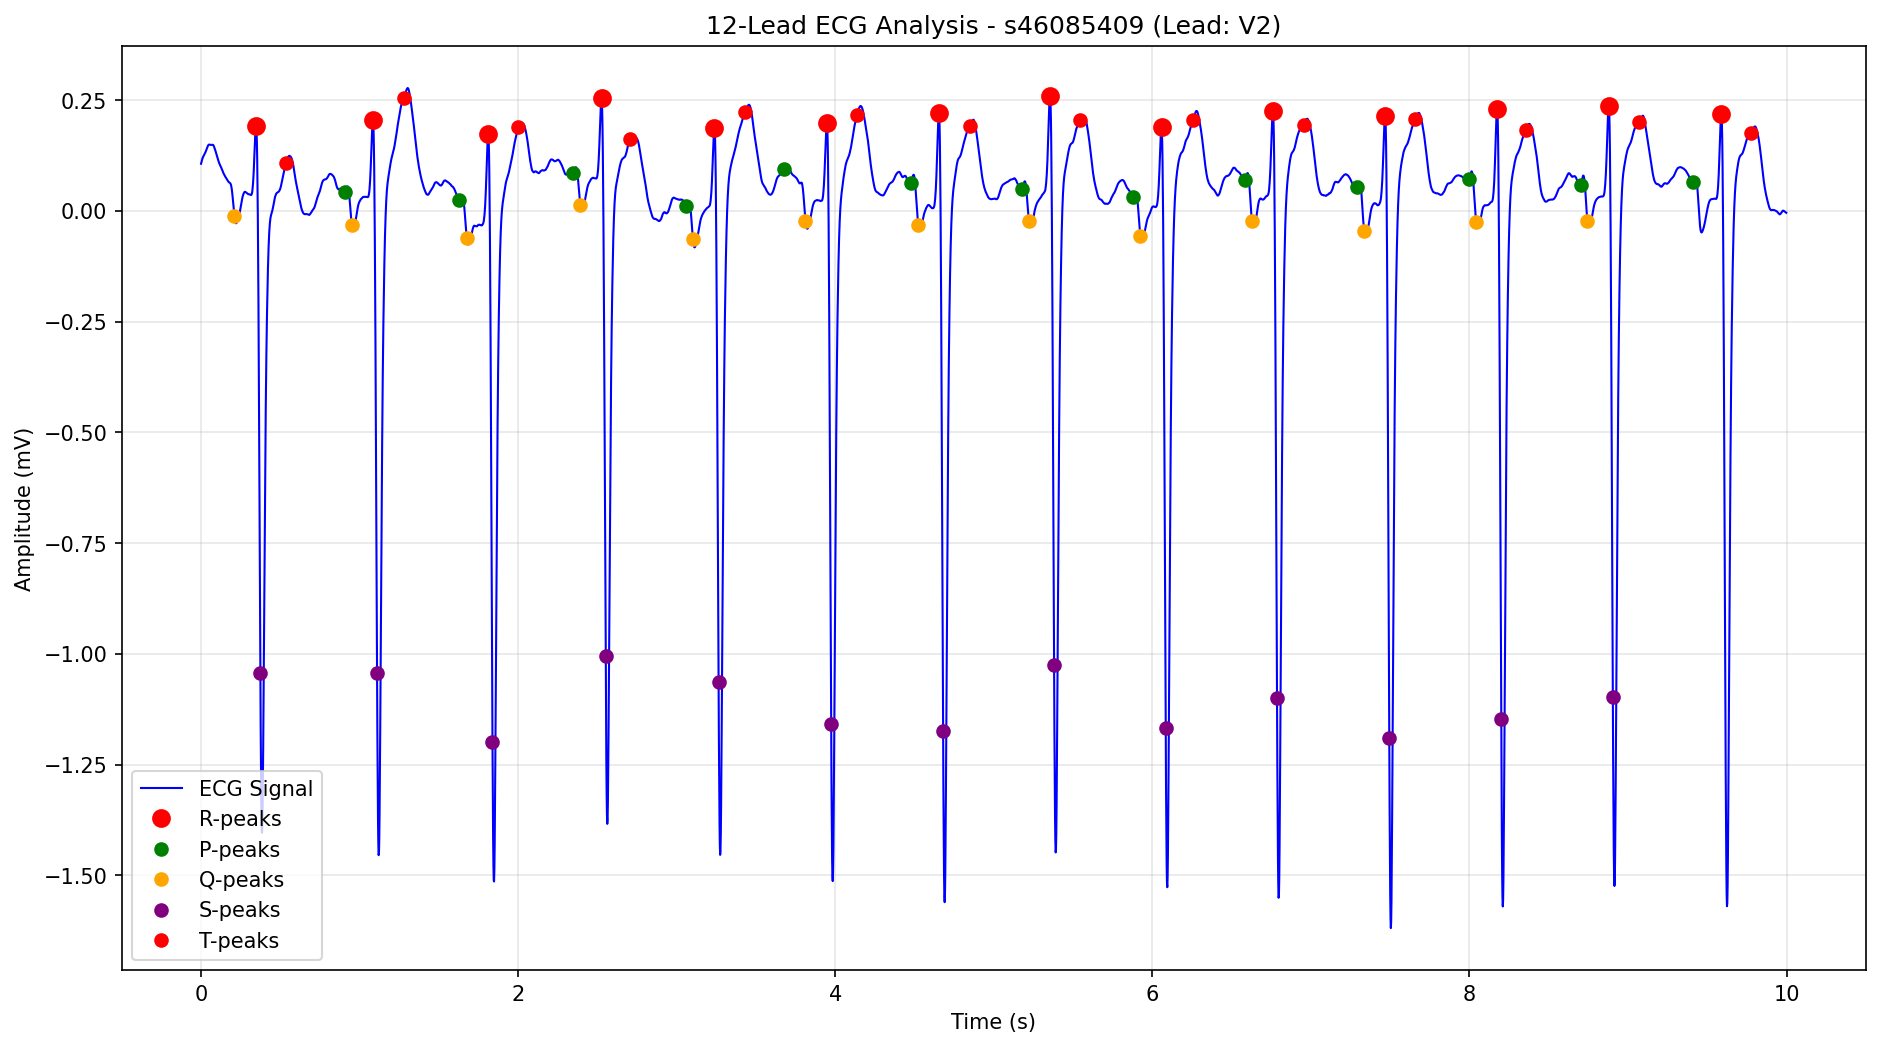 12-Lead ECG Analysis - s46085409 (Lead: V2)
0.25
0.00
−0.25
−0.50
−0.75
−1.00
−1.25
−1.50
Amplitude (mV)
ECG Signal
R-peaks
P-peaks
Q-peaks
S-peaks
T-peaks
0
2
4
6
8
10
Time (s)